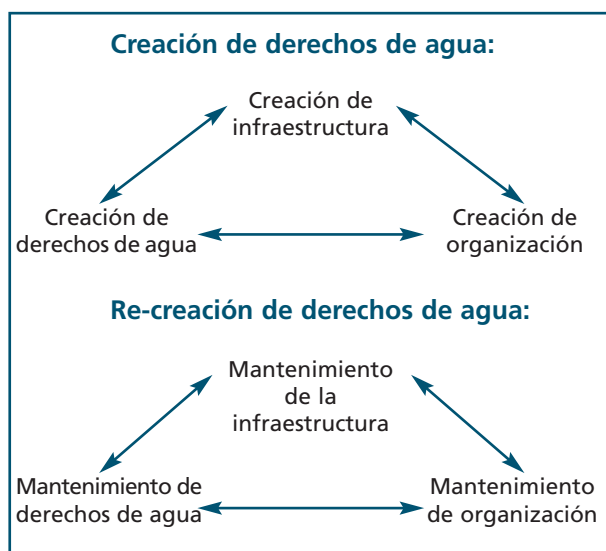 Creación de derechos de agua:
Creación de
infraestructura
Creación de
derechos de agua
Creación de
organización
Re-creación de derechos de agua:
Mantenimiento
de la
infraestructura
Mantenimiento de
derechos de agua
Mantenimiento
de organización